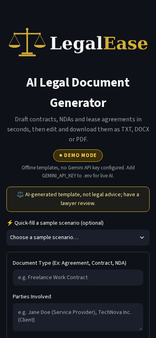 LegalEase
AI Legal Document
Generator
Draft contracts, NDAs and lease agreements in
seconds, then edit and download them as TXT, DOCX
or PDF.
DEMO MODE
Offline templates, no Gemini API key configured. Add
GEMINI_API_KEY to .env for live AI.
AI-generated template, not legal advice; have a
lawyer review.
Quick-fill a sample scenario (optional)
Choose a sample scenario...
Document Type (Ex: Agreement, Contract, NDA)
e.g. Freelance Work Contract
Parties Involved
e.g. Jane Doe (Service Provider), TechNova Inc.
(Client)